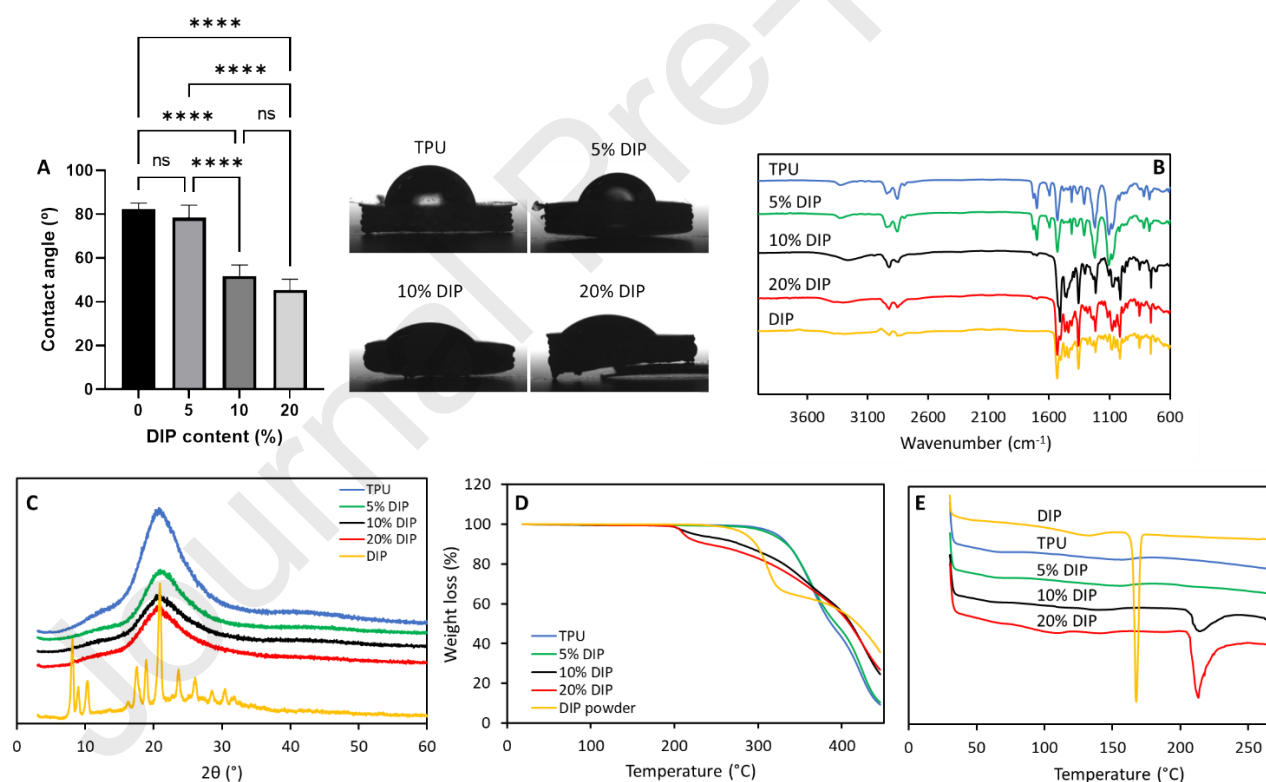 Journal Pre-
****
****
****
ns
A
ns
****
100
80
60
40
20
0
Contact angle (º)
0 5 10 20
DIP content (%)
TPU
5% DIP
10% DIP
20% DIP
B
TPU
5% DIP
10% DIP
20% DIP
DIP
3600 3100 2600 2100 1600 1100 600
Wavenumber (cm-1)
C
TPU
5% DIP
10% DIP
20% DIP
DIP
0 10 20 30 40 50 60
2θ (°)
D
120
100
80
60
40
20
0
Weight loss (%)
TPU
5% DIP
10% DIP
20% DIP
DIP powder
0 100 200 300 400
Temperature (°C)
E
DIP
TPU
5% DIP
10% DIP
20% DIP
0 50 100 150 200 250
Temperature (°C)